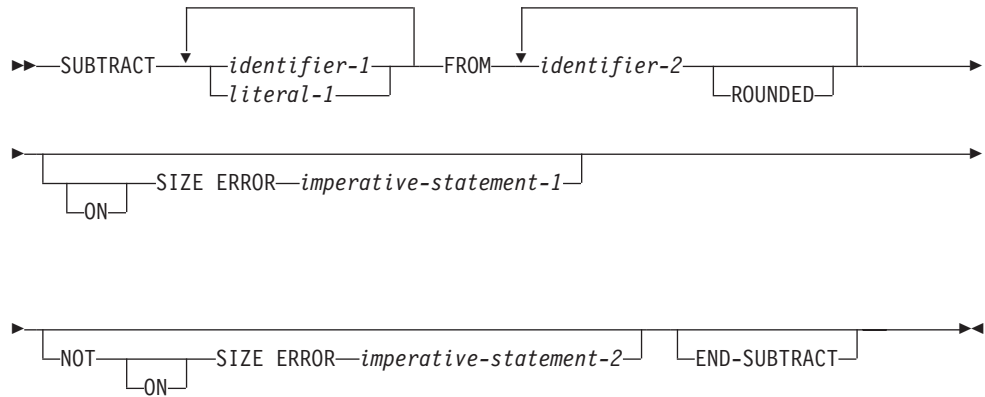 SUBTRACT identifier-1 FROM identifier-2
literal-1 ROUNDED
SIZE ERROR imperative-statement-1
ON
NOT SIZE ERROR imperative-statement-2 END-SUBTRACT
ON